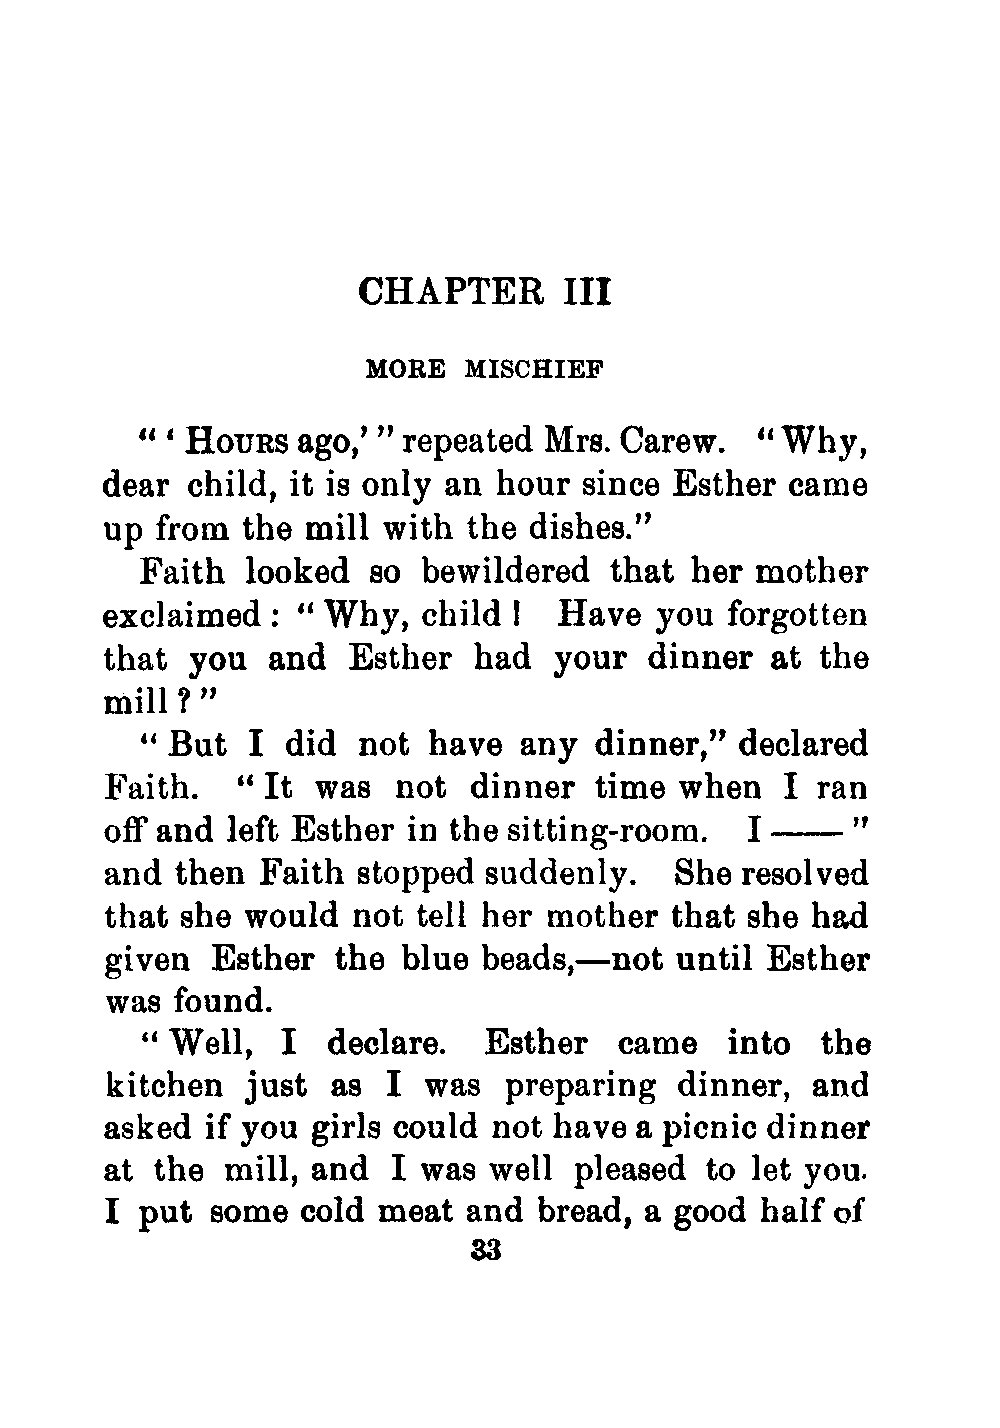 CHAPTER III
MORE MISCHIEF
“ ‘ HOURS ago,’ ” repeated Mrs. Carew. “ Why,
dear child, it is only an hour since Esther came
up from the mill with the dishes.”
Faith looked so bewildered that her mother
exclaimed : “ Why, child ! Have you forgotten
that you and Esther had your dinner at the
mill ? ”
“ But I did not have any dinner,” declared
Faith. “ It was not dinner time when I ran
off and left Esther in the sitting-room. I —— ”
and then Faith stopped suddenly. She resolved
that she would not tell her mother that she had
given Esther the blue beads,—not until Esther
was found.
“ Well, I declare. Esther came into the
kitchen just as I was preparing dinner, and
asked if you girls could not have a picnic dinner
at the mill, and I was well pleased to let you.
I put some cold meat and bread, a good half of
33